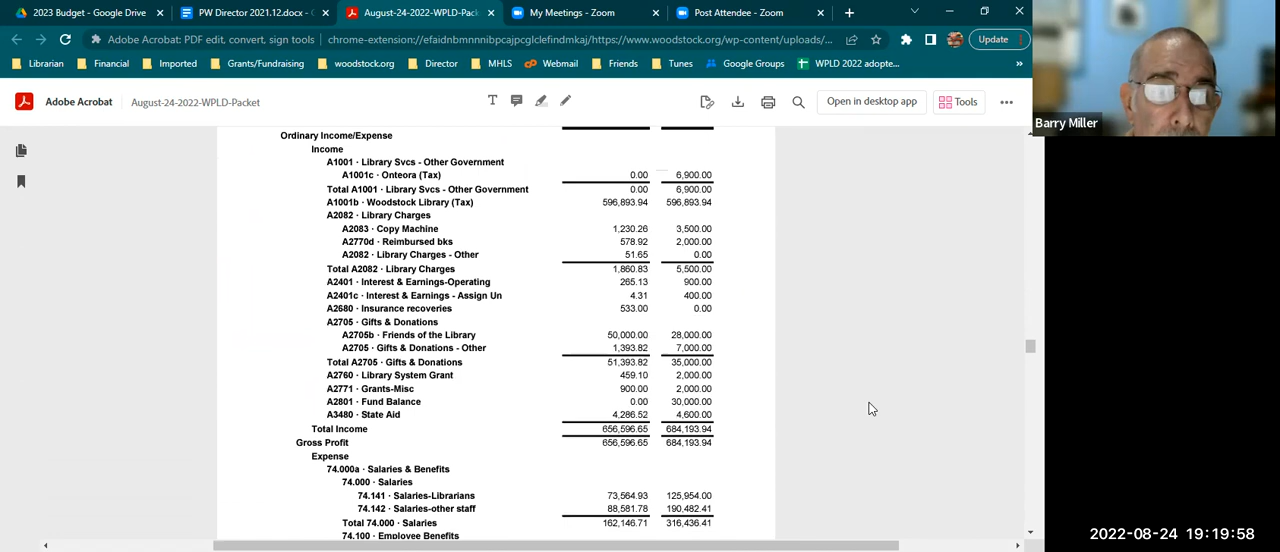 2023 Budget - Google Drive
PW Director 2021.12.docx - G
August-24-2022-WPLD-Pack
My Meetings - Zoom
Post Attendee - Zoom
Adobe Acrobat: PDF edit, convert, sign tools | chrome-extension://efaidnbmnnnibpcajpcglclefindmkaj/https://www.woodstock.org/wp-content/uploads/...
Update
Librarian Financial Imported Grants/Fundraising woodstock.org Director MHLS Webmail Friends Tunes Google Groups WPLD 2022 adopte... »
Adobe Acrobat August-24-2022-WPLD-Packet
Open in desktop app
Tools
Barry Miller
Ordinary Income/Expense
Income
A1001 · Library Svcs - Other Government
A1001c · Onteora (Tax) 0.00 6,900.00
Total A1001 · Library Svcs - Other Government 0.00 6,900.00
A1001b · Woodstock Library (Tax) 596,893.94 596,893.94
A2082 · Library Charges
A2083 · Copy Machine 1,230.26 3,500.00
A2770d · Reimbursed bks 578.92 2,000.00
A2082 · Library Charges - Other 51.65 0.00
Total A2082 · Library Charges 1,860.83 5,500.00
A2401 · Interest & Earnings-Operating 265.13 900.00
A2401c · Interest & Earnings - Assign Un 4.31 400.00
A2680 · Insurance recoveries 533.00 0.00
A2705 · Gifts & Donations
A2705b · Friends of the Library 50,000.00 28,000.00
A2705 · Gifts & Donations - Other 1,393.82 7,000.00
Total A2705 · Gifts & Donations 51,393.82 35,000.00
A2760 · Library System Grant 459.10 2,000.00
A2771 · Grants-Misc 900.00 2,000.00
A2801 · Fund Balance 0.00 30,000.00
A3480 · State Aid 4,286.52 4,600.00
Total Income 656,596.65 684,193.94
Gross Profit 656,596.65 684,193.94
Expense
74.000a · Salaries & Benefits
74.000 · Salaries
74.141 · Salaries-Librarians 73,564.93 125,954.00
74.142 · Salaries-other staff 88,581.78 190,482.41
Total 74.000 · Salaries 162,146.71 316,436.41
74.100 · Employee Benefits
2022-08-24 19:19:58